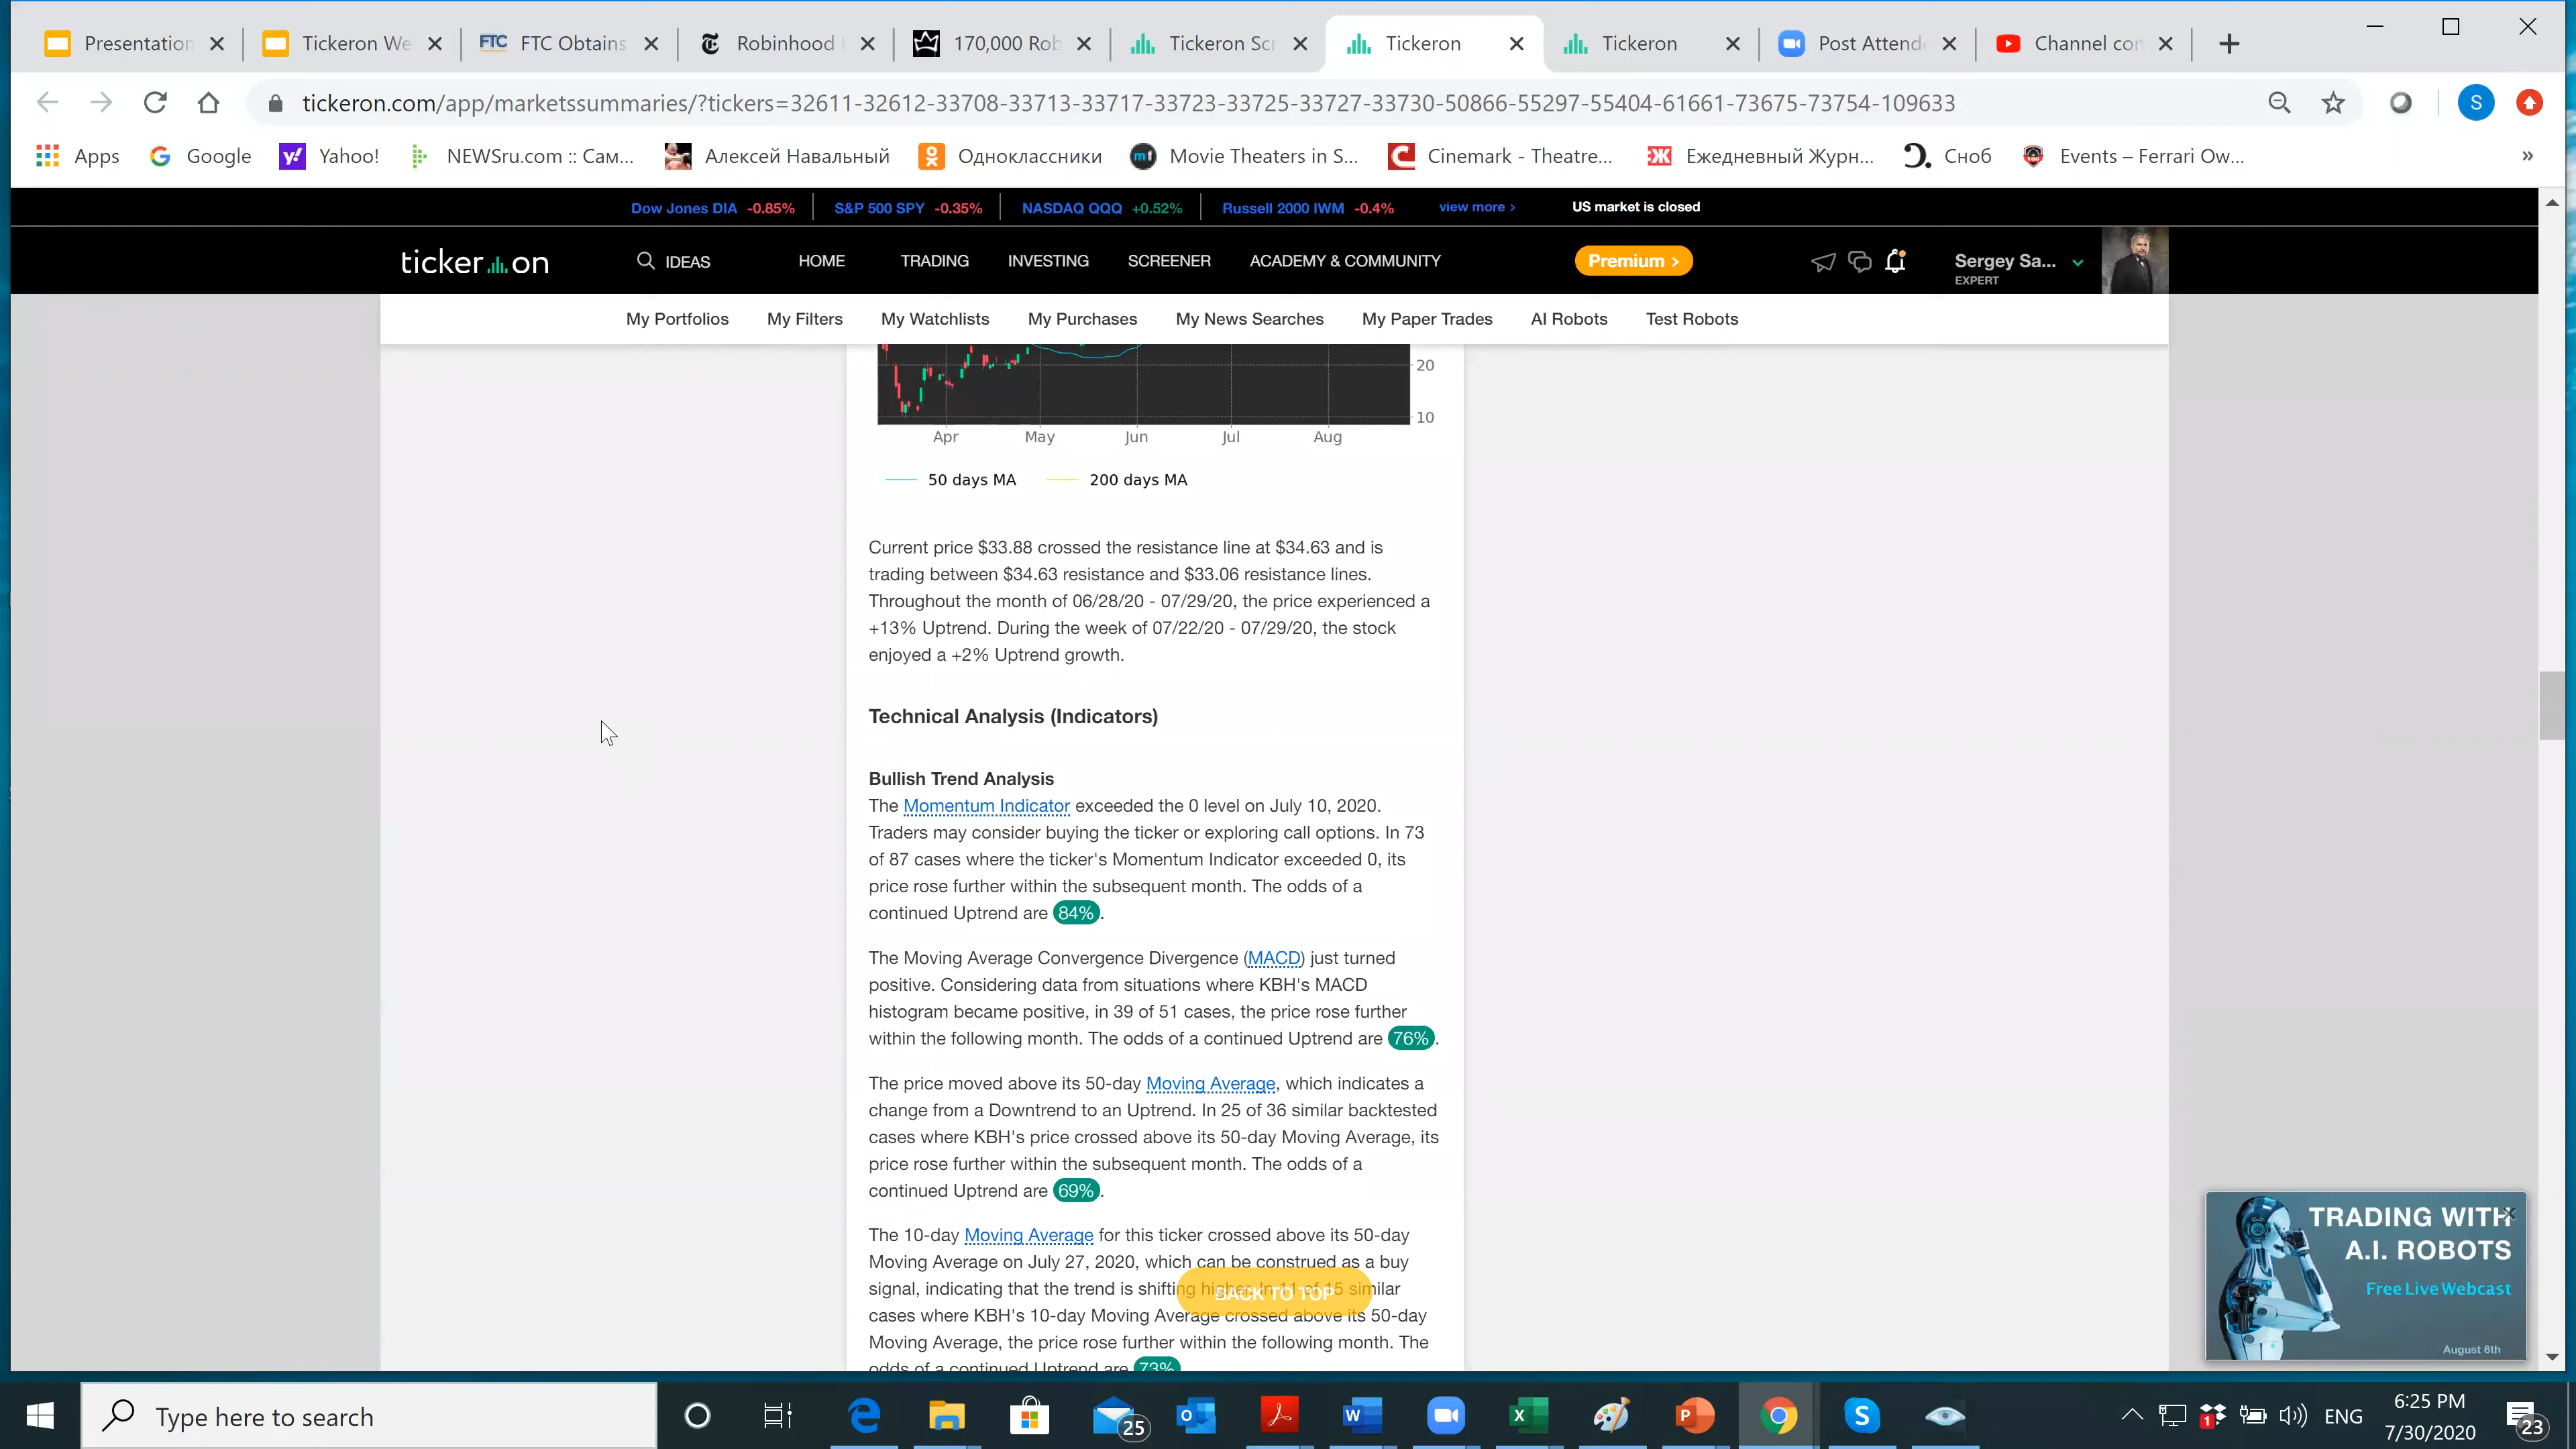 Presentation
Tickeron We
FTC FTC Obtains
Robinhood
170,000 Rob
Tickeron Scr
Tickeron
Tickeron
Post Attend
Channel con
tickeron.com/app/marketssummaries/?tickers=32611-32612-33708-33713-33717-33723-33725-33727-33730-50866-55297-55404-61661-73675-73754-109633
S
Apps
Google
Yahoo!
NEWSru.com :: Сам...
Алексей Навальный
Одноклассники
Movie Theaters in S...
Cinemark - Theatre...
Ежедневный Журн...
Сноб
Events – Ferrari Ow...
»
Dow Jones DIA -0.85%
S&P 500 SPY -0.35%
NASDAQ QQQ +0.52%
Russell 2000 IWM -0.4%
view more >
US market is closed
tickeron
IDEAS
HOME
TRADING
INVESTING
SCREENER
ACADEMY & COMMUNITY
Premium >
Sergey Sa...
EXPERT
My Portfolios
My Filters
My Watchlists
My Purchases
My News Searches
My Paper Trades
AI Robots
Test Robots
20
10
Apr May Jun Jul Aug
50 days MA 200 days MA
Current price $33.88 crossed the resistance line at $34.63 and is
trading between $34.63 resistance and $33.06 resistance lines.
Throughout the month of 06/28/20 - 07/29/20, the price experienced a
+13% Uptrend. During the week of 07/22/20 - 07/29/20, the stock
enjoyed a +2% Uptrend growth.
Technical Analysis (Indicators)
Bullish Trend Analysis
The Momentum Indicator exceeded the 0 level on July 10, 2020.
Traders may consider buying the ticker or exploring call options. In 73
of 87 cases where the ticker's Momentum Indicator exceeded 0, its
price rose further within the subsequent month. The odds of a
continued Uptrend are 84%.
The Moving Average Convergence Divergence (MACD) just turned
positive. Considering data from situations where KBH's MACD
histogram became positive, in 39 of 51 cases, the price rose further
within the following month. The odds of a continued Uptrend are 76%.
The price moved above its 50-day Moving Average, which indicates a
change from a Downtrend to an Uptrend. In 25 of 36 similar backtested
cases where KBH's price crossed above its 50-day Moving Average, its
price rose further within the subsequent month. The odds of a
continued Uptrend are 69%.
The 10-day Moving Average for this ticker crossed above its 50-day
Moving Average on July 27, 2020, which can be construed as a buy
signal, indicating that the trend is shifting higher. In 11 of 15 similar
BACK TO TOP
cases where KBH's 10-day Moving Average crossed above its 50-day
Moving Average, the price rose further within the following month. The
odds of a continued Uptrend are 73%
TRADING WITH
A.I. ROBOTS
Free Live Webcast
August 6th
Type here to search
25
1
ENG
6:25 PM
7/30/2020
23